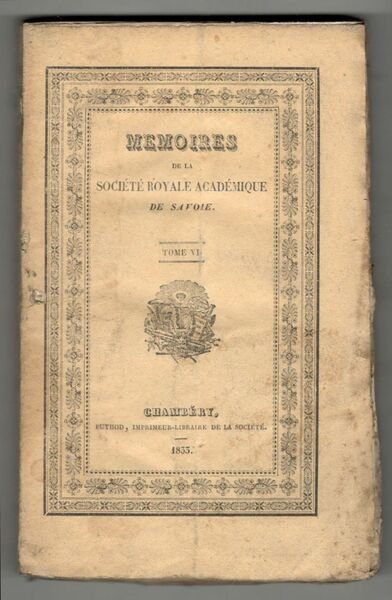 MEMOIRES
DE LA
SOCIÉTÉ ROYALE ACADÉMIQUE
DE SAVOIE.
TOME VI
CHAMBÉRY,
PUTHOD, IMPRIMEUR-LIBRAIRE DE LA SOCIÉTÉ.
1833.